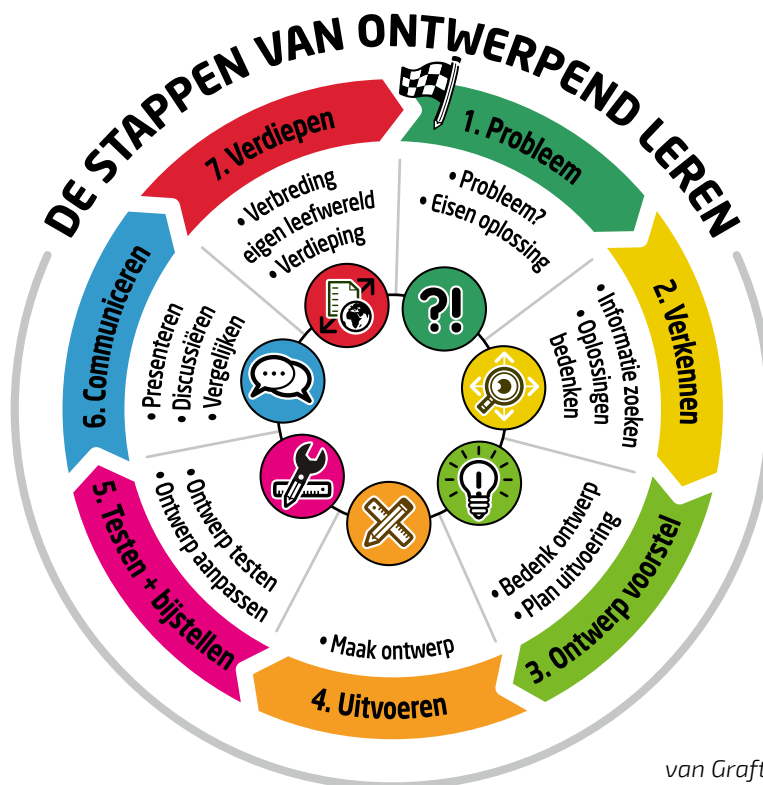 DE STAPPEN VAN ONTWERPEND LEREN
1. Probleem
• Probleem?
• Eisen oplossing
2. Verkennen
• Informatie zoeken
• Oplossingen
bedenken
3. Ontwerp voorstel
• Bedenk ontwerp
• Plan uitvoering
4. Uitvoeren
• Maak ontwerp
5. Testen + bijstellen
• Ontwerp testen
• Ontwerp aanpassen
6. Communiceren
• Presenteren
• Discussiëren
• Vergelijken
7. Verdiepen
• Verbreding
eigen leefwereld
• Verdieping
?!
van Graft